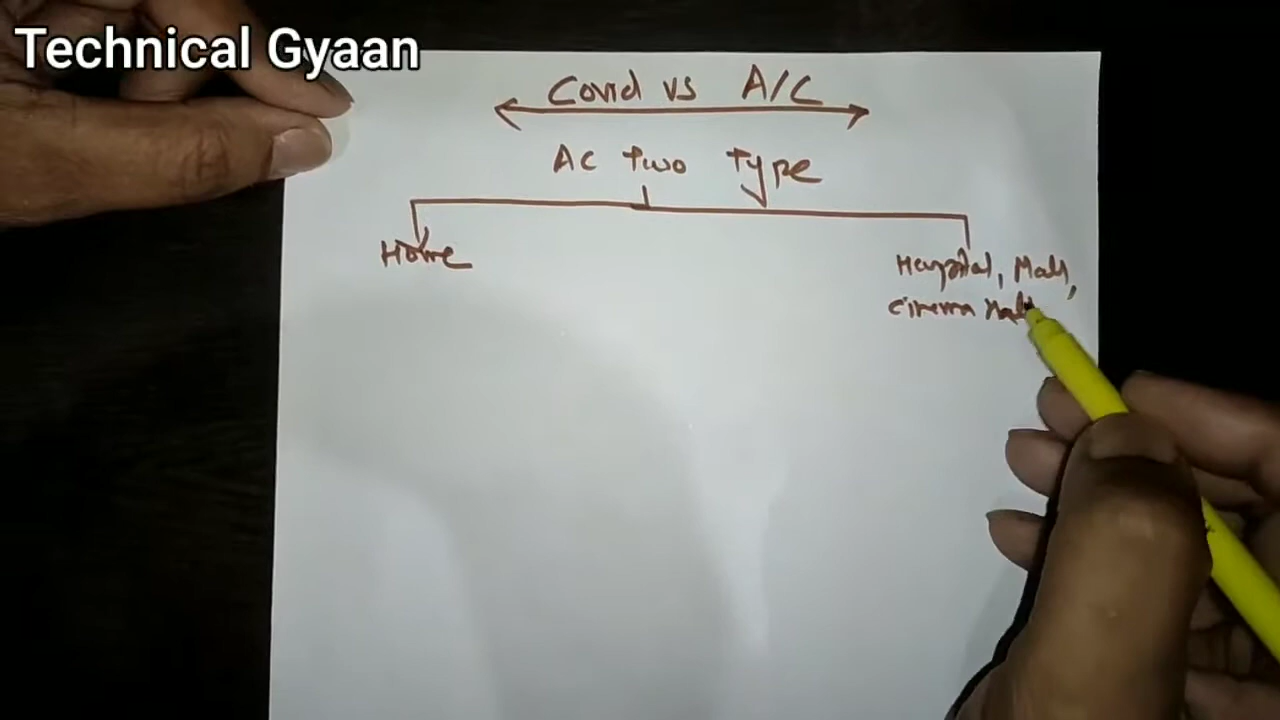 Technical Gyaan
Covid vs A/C
AC two type
Home
Hospital, Mall,
cinema Hall